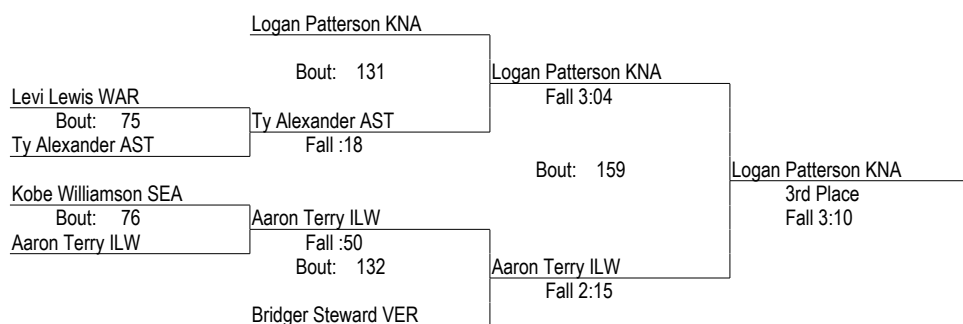 Logan Patterson KNA
Bout: 131
Logan Patterson KNA
Levi Lewis WAR
Fall 3:04
Bout: 75
Ty Alexander AST
Ty Alexander AST
Fall :18
Bout: 159
Logan Patterson KNA
Kobe Williamson SEA
3rd Place
Bout: 76
Aaron Terry ILW
Fall 3:10
Aaron Terry ILW
Fall :50
Bout: 132
Aaron Terry ILW
Fall 2:15
Bridger Steward VER